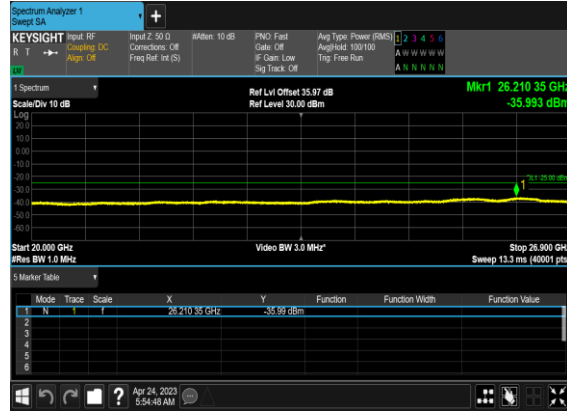 Spectrum Analyzer 1
Swept SA
+
KEYSIGHT Input: RF Input Z: 50 Ω #Atten: 10 dB PNO: Fast Avg Type: Power (RMS) 1 2 3 4 5 6
R T Coupling: DC Corrections: Off Gate: Off Avg|Hold: 100/100 A W W W W W
Align: Off Freq Ref: Int (S) IF Gain: Low Trig: Free Run
LW Sig Track: Off A N N N N N
1 Spectrum Ref Lvl Offset 35.97 dB Mkr1 26.210 35 GHz
Scale/Div 10 dB Ref Level 30.00 dBm -35.993 dBm
Log
20.0
10.0
0.00
-10.0
-20.0 DL1 -25.00 dBm
-30.0 1
-40.0
-50.0
-60.0
Start 20.000 GHz Video BW 3.0 MHz* Stop 26.900 GHz
#Res BW 1.0 MHz Sweep 13.3 ms (40001 pts)
5 Marker Table
Mode Trace Scale X Y Function Function Width Function Value
1 N 1 f 26.210 35 GHz -35.99 dBm
2
3
4
5
6
? Apr 24, 2023
5:54:48 AM